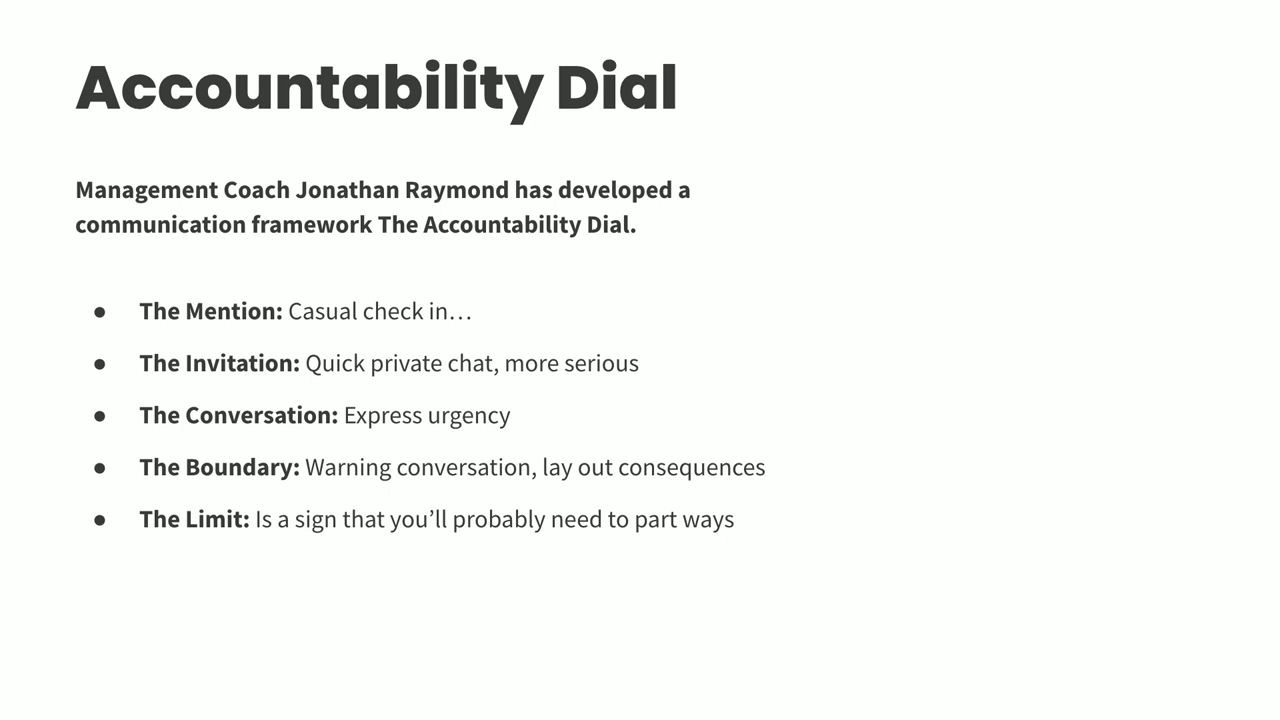 Accountability Dial
Management Coach Jonathan Raymond has developed a
communication framework The Accountability Dial.
● The Mention: Casual check in…
● The Invitation: Quick private chat, more serious
● The Conversation: Express urgency
● The Boundary: Warning conversation, lay out consequences
● The Limit: Is a sign that you’ll probably need to part ways